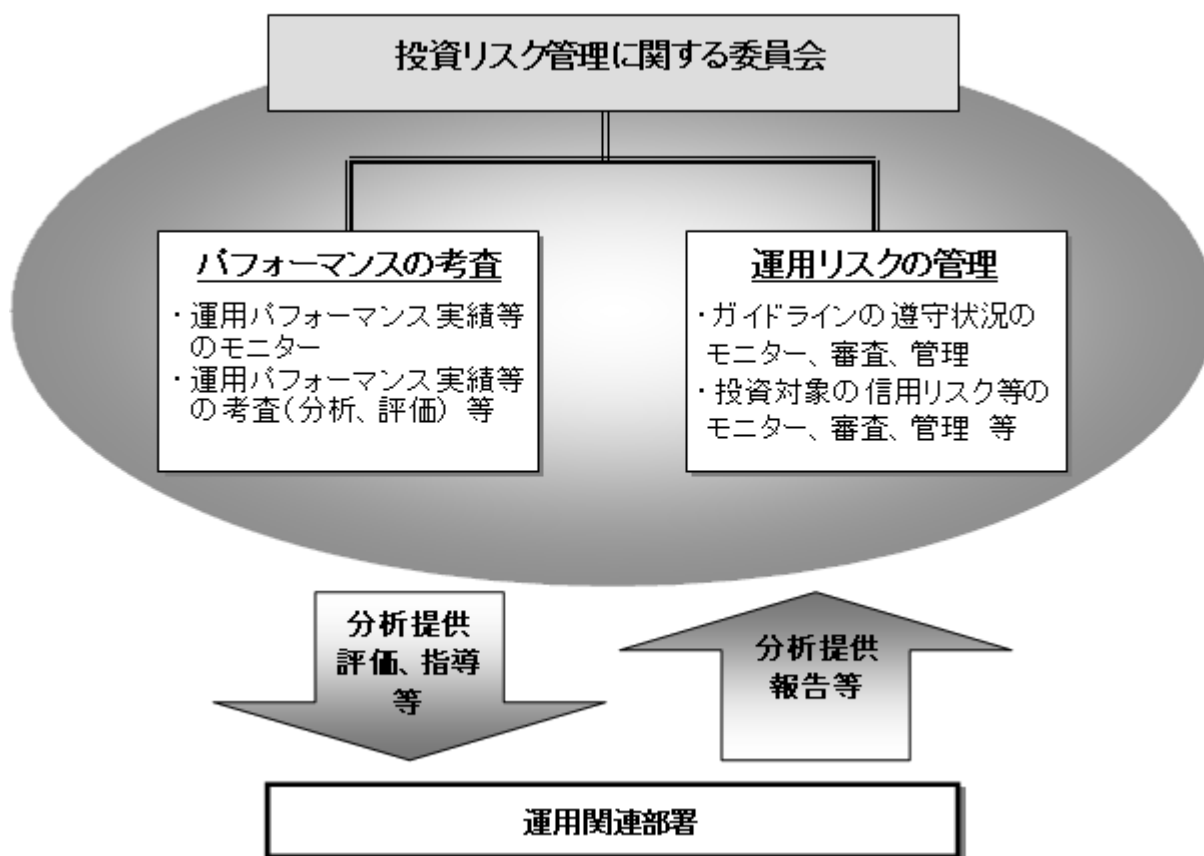 投資リスク管理に関する委員会
パフォーマンスの考査
・運用パフォーマンス実績等
のモニター
・運用パフォーマンス実績等
の考査(分析、評価) 等
運用リスクの管理
・ガイドラインの遵守状況の
モニター、審査、管理
・投資対象の信用リスク等の
モニター、審査、管理 等
分析提供
評価、指導
等
分析提供
報告等
運用関連部署